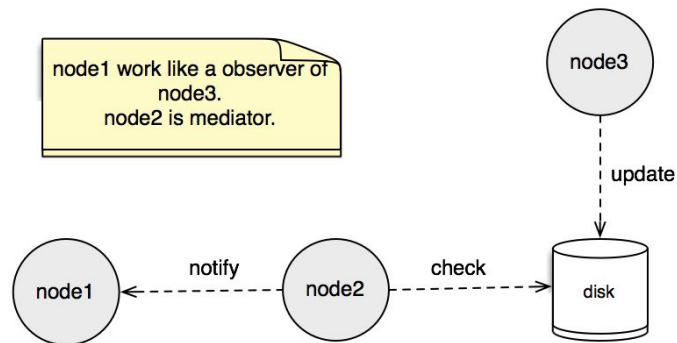 node1 work like a observer of
node3.
node2 is mediator.
node3
update
notify
check
node1
node2
disk